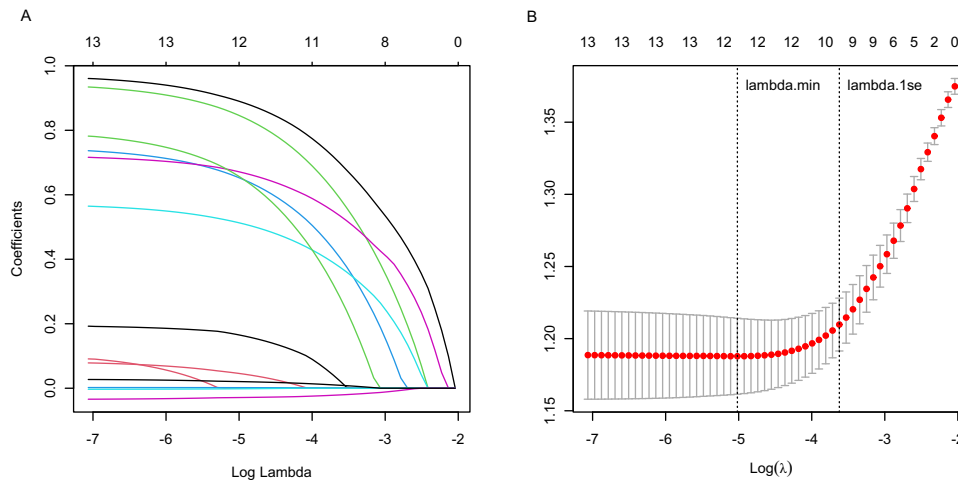 A
13 13 12 11 8 0
1.0
0.8
0.6
0.4
0.2
0.0
Coefficients
-7 -6 -5 -4 -3 -2
Log Lambda
B
13 13 13 13 12 12 12 10 9 9 6 5 2 0
lambda.min
lambda.1se
1.35
1.30
1.25
1.20
1.15
-7 -6 -5 -4 -3 -2
Log(λ)